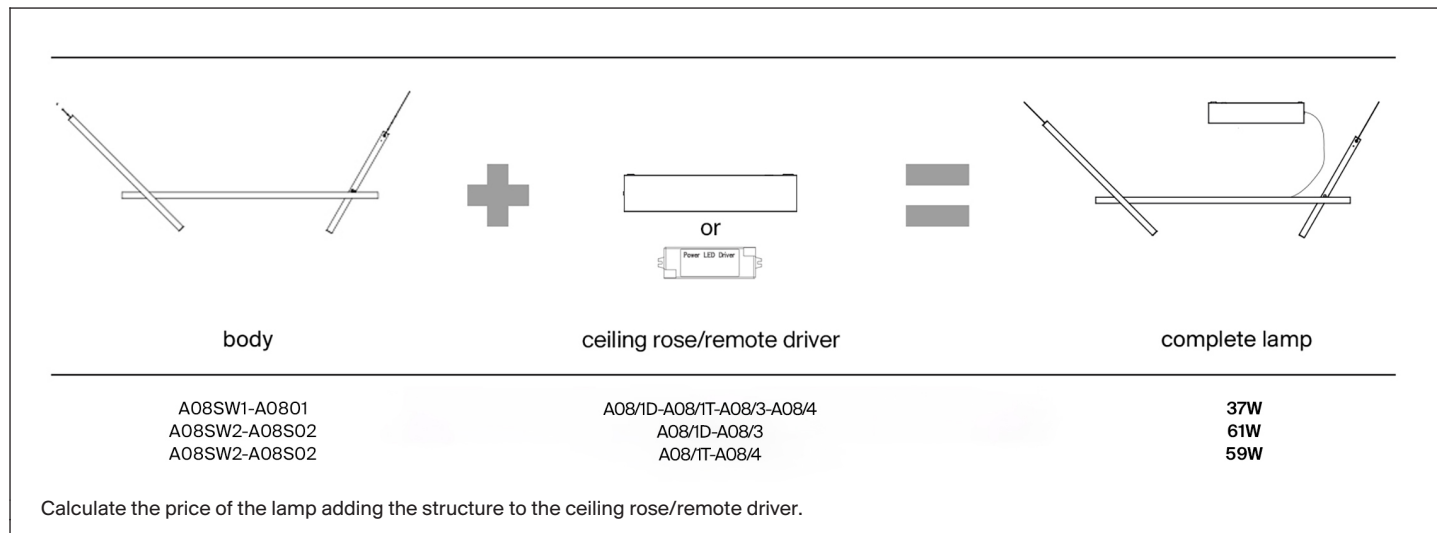 or
Power LED Driver
body
ceiling rose/remote driver
complete lamp
A08SW1-A0801 A08/1D-A08/1T-A08/3-A08/4 37W
A08SW2-A08S02 A08/1D-A08/3 61W
A08SW2-A08S02 A08/1T-A08/4 59W
Calculate the price of the lamp adding the structure to the ceiling rose/remote driver.